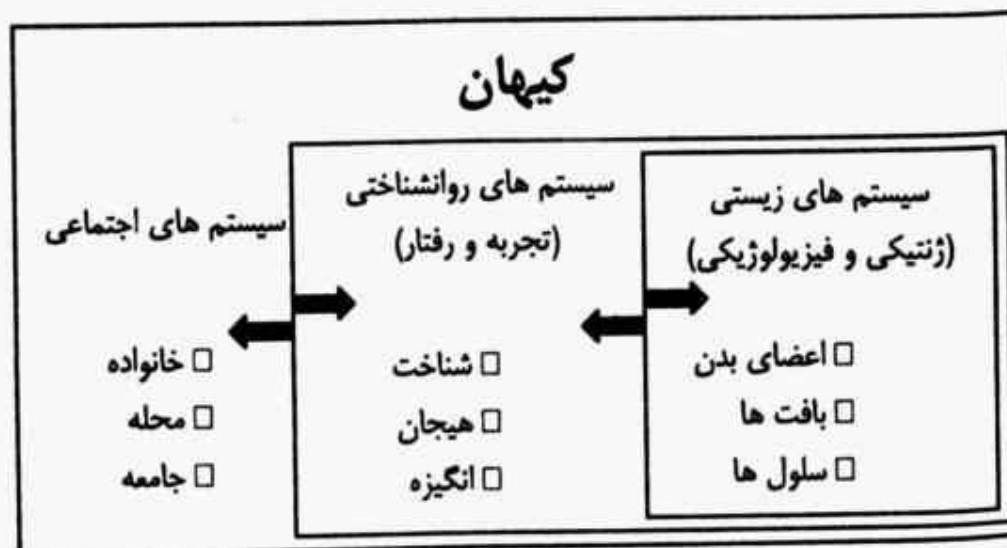 کیهان
سیستم های زیستی
(ژنتیکی و فیزیولوژیکی)
□ اعضای بدن
□ بافت ها
□ سلول ها
سیستم های روانشناختی
(تجربه و رفتار)
□ شناخت
□ هیجان
□ انگیزه
سیستم های اجتماعی
□ خانواده
□ محله
□ جامعه